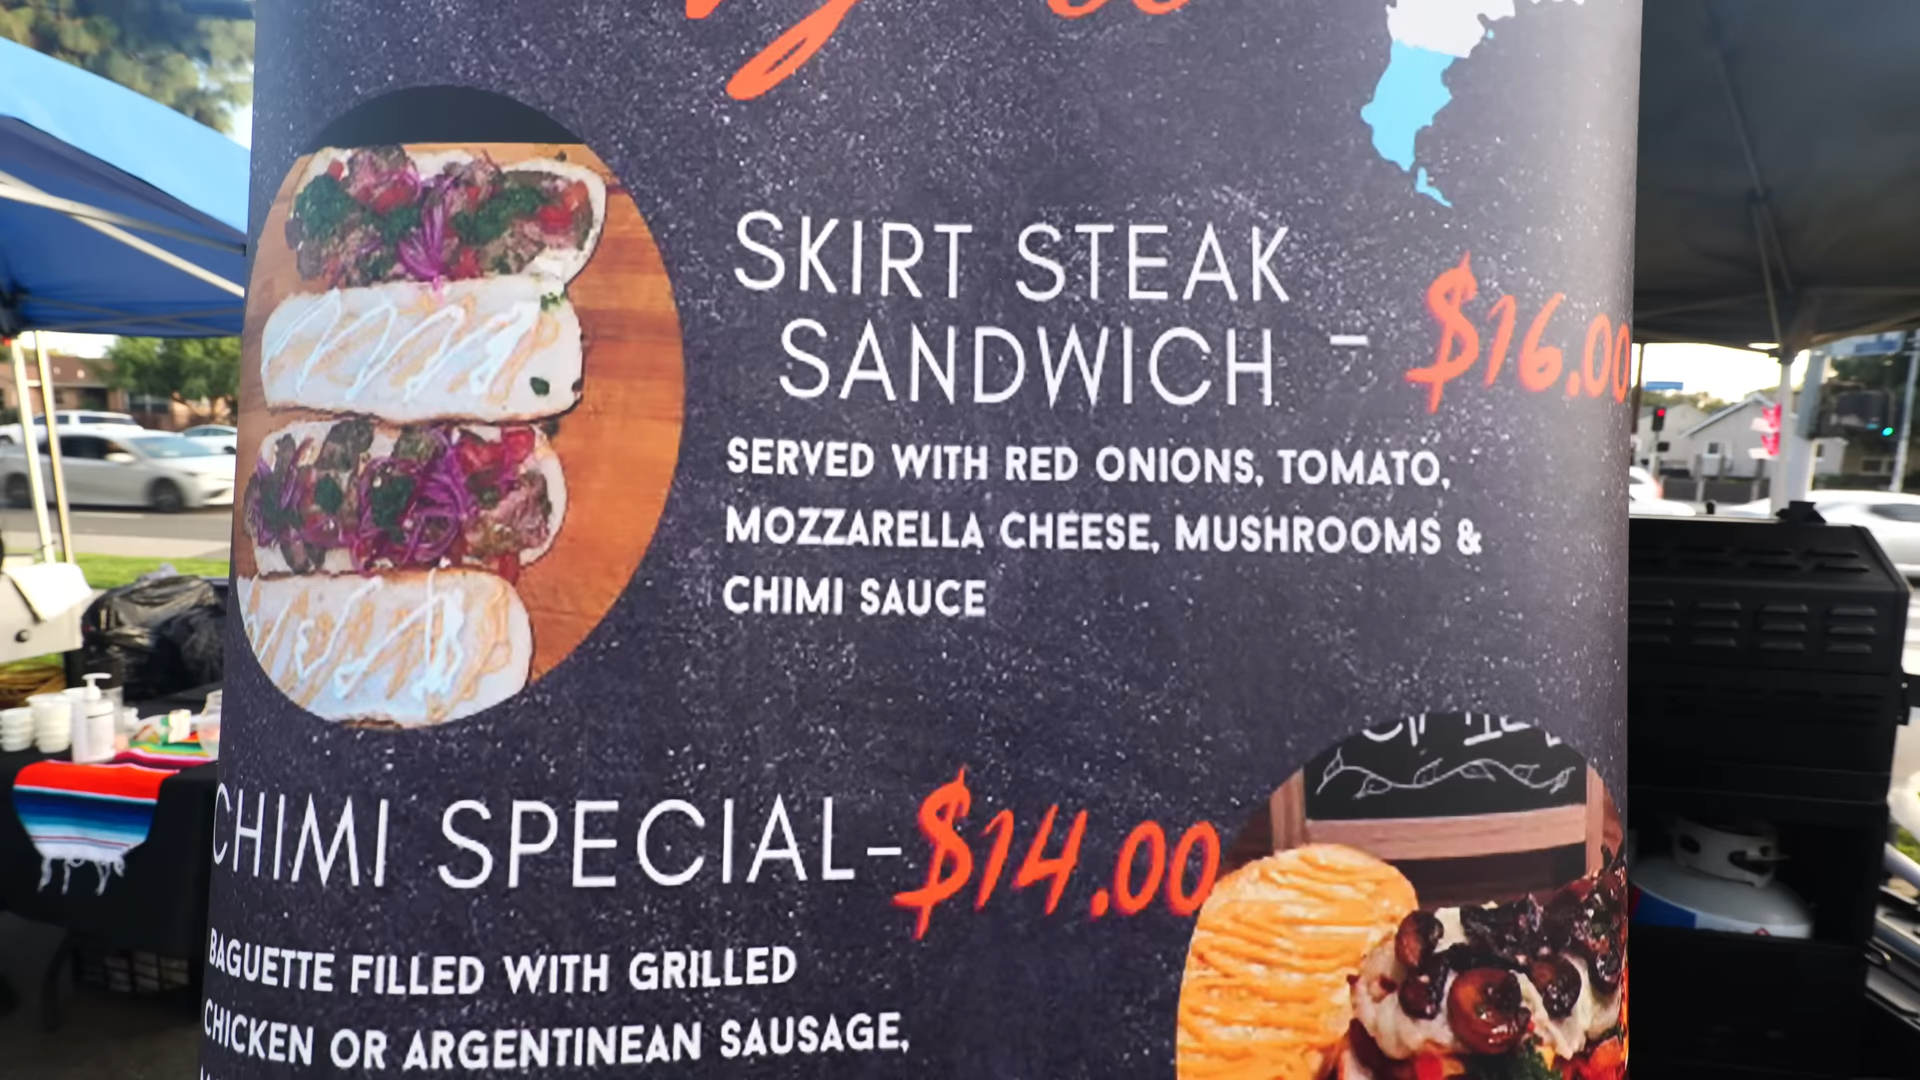 SKIRT STEAK
SANDWICH - $16.00
SERVED WITH RED ONIONS, TOMATO,
MOZZARELLA CHEESE, MUSHROOMS &
CHIMI SAUCE
CHIMI SPECIAL-$14.00
BAGUETTE FILLED WITH GRILLED
CHICKEN OR ARGENTINEAN SAUSAGE,